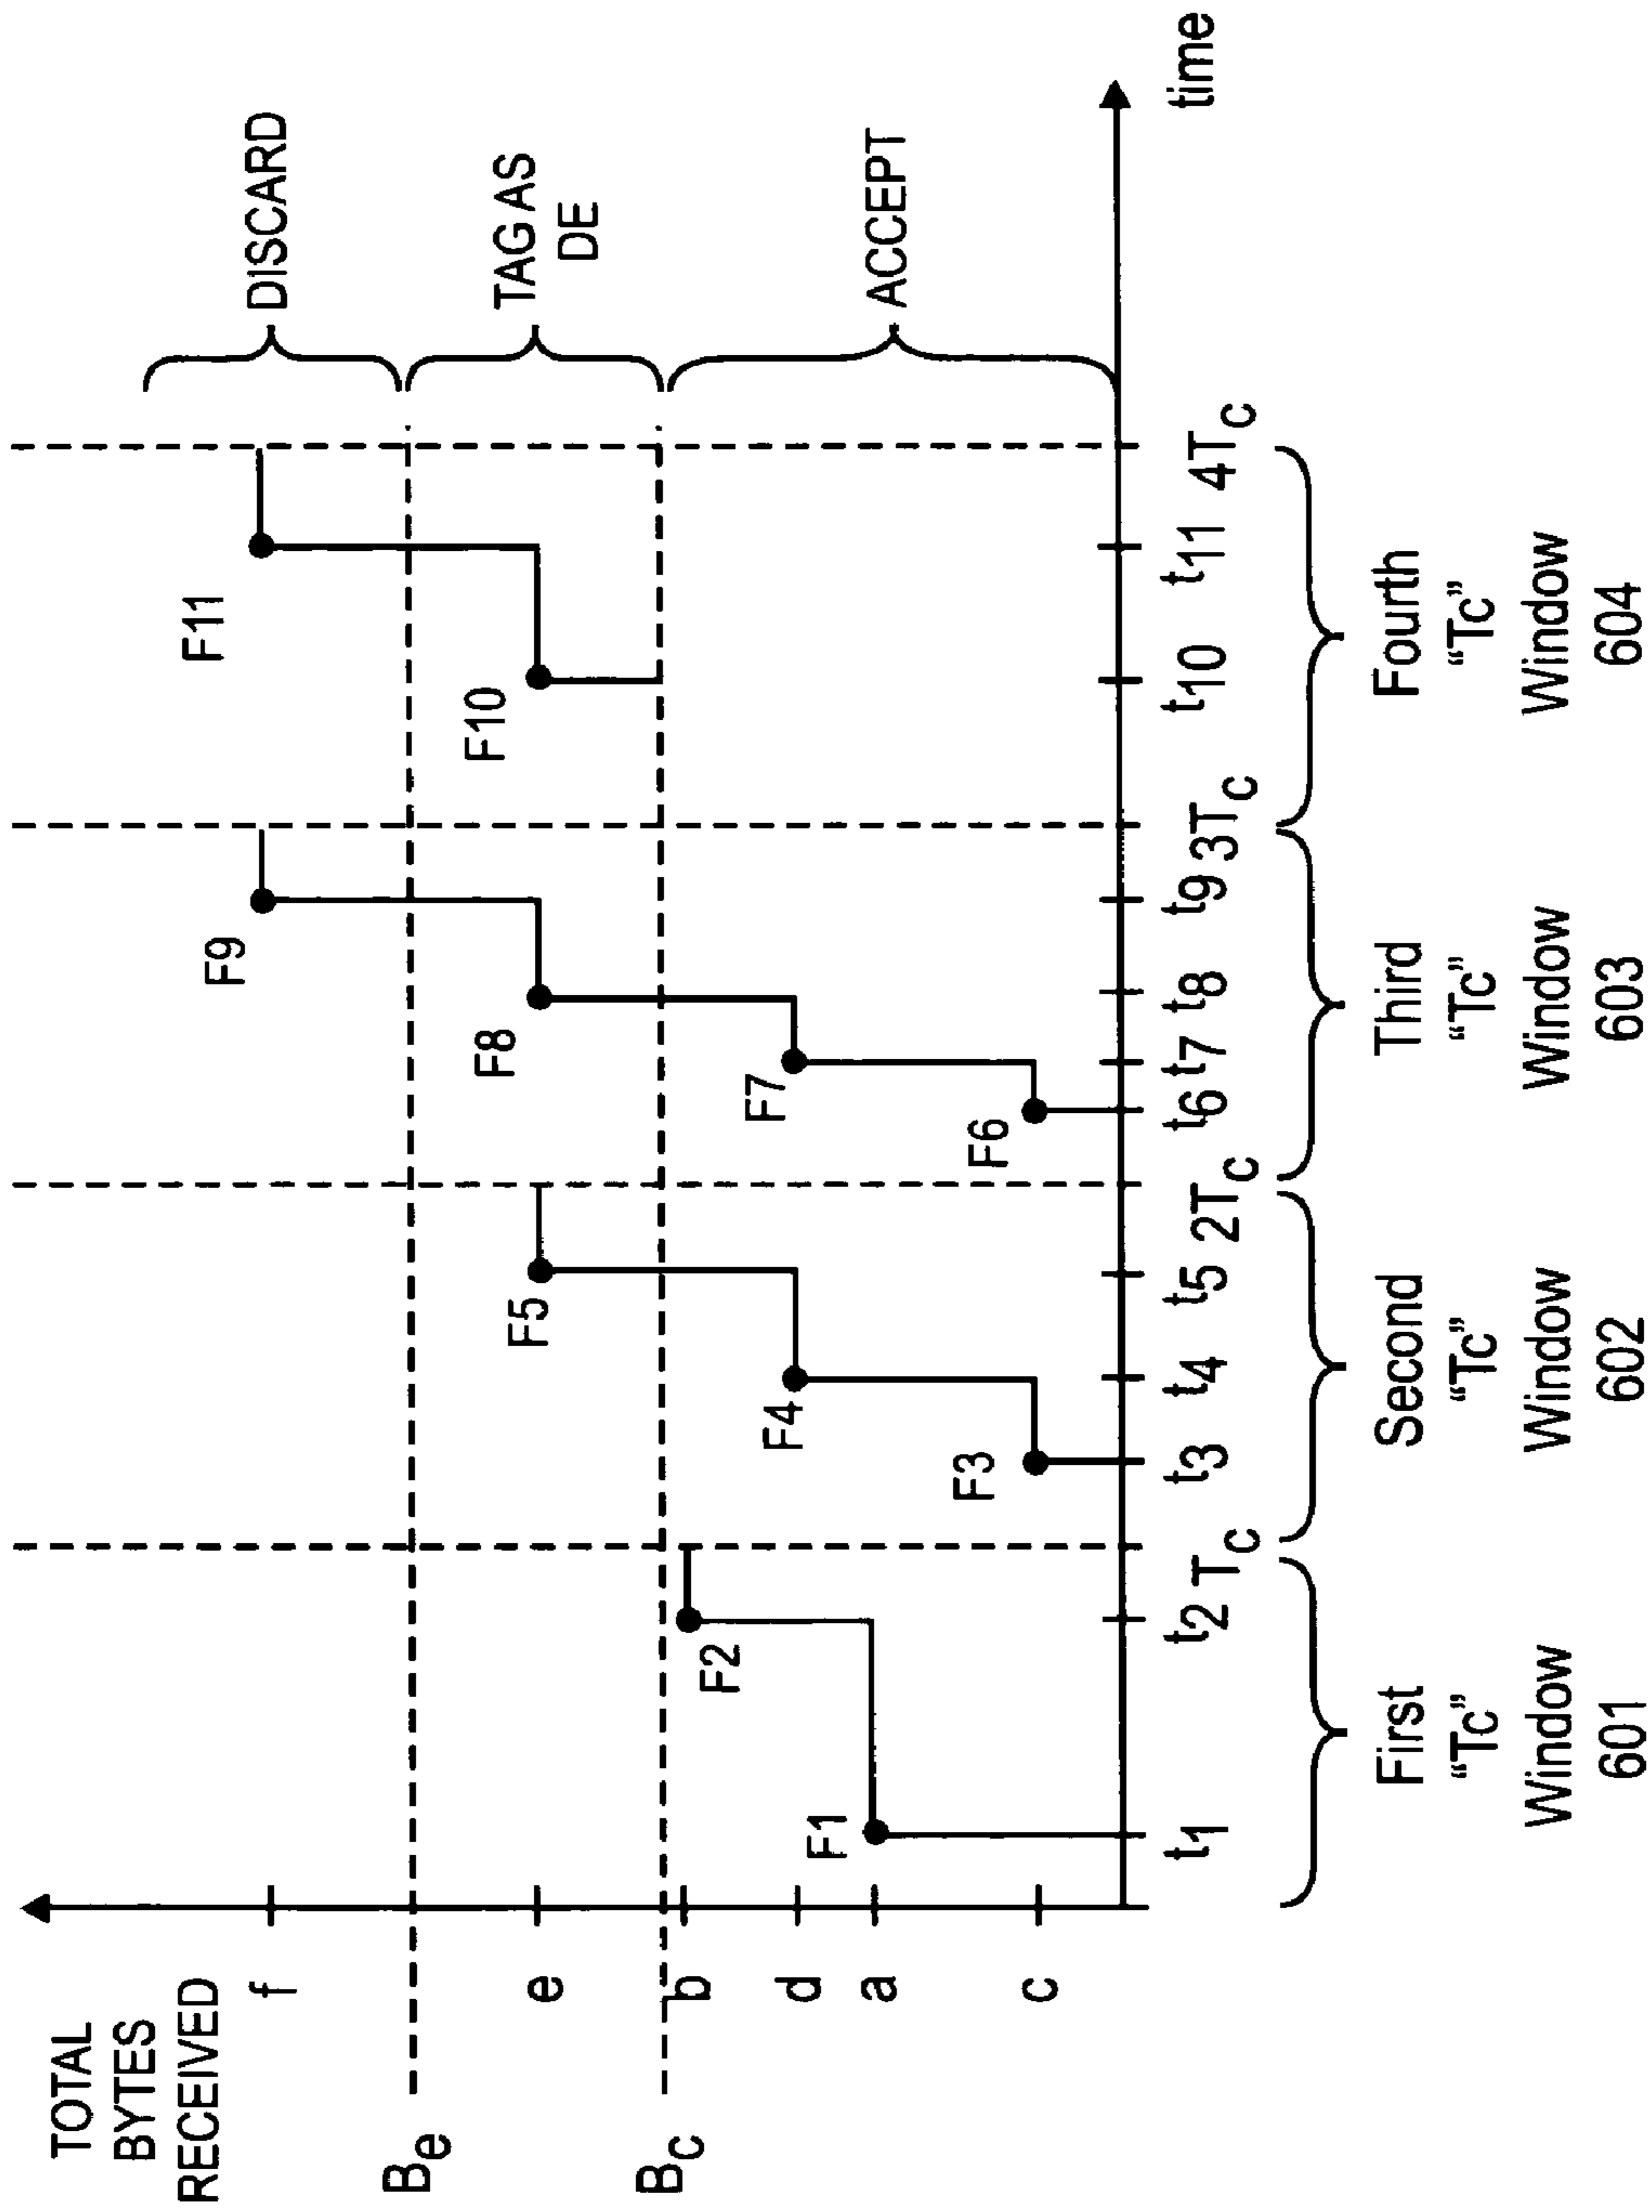 TOTAL
BYTES
RECEIVED
f
Be
e
Bc
b
d
a
c
F1
F2
F3
F4
F5
F6
F7
F8
F9
F10
F11
DISCARD
TAG AS
DE
ACCEPT
t1
t2
Tc
t3
t4
t5
2Tc
t6
t7
t8
t9
3Tc
t10
t11
4Tc
time
First
“Tc”
Window
601
Second
“Tc”
Window
602
Third
“Tc”
Window
603
Fourth
“Tc”
Window
604